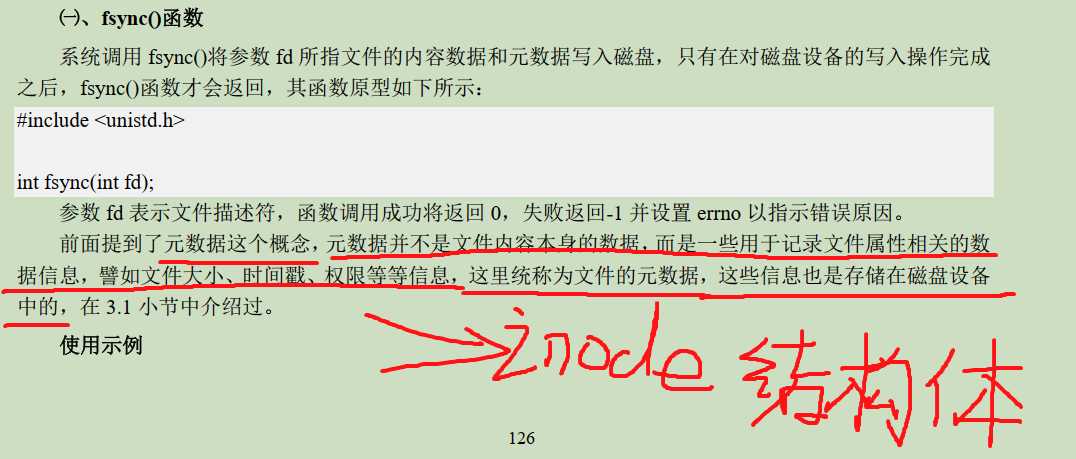 ㈠、fsync()函数
系统调用 fsync()将参数 fd 所指文件的内容数据和元数据写入磁盘，只有在对磁盘设备的写入操作完成
之后，fsync()函数才会返回，其函数原型如下所示：
#include <unistd.h>
int fsync(int fd);
参数 fd 表示文件描述符，函数调用成功将返回 0，失败返回-1 并设置 errno 以指示错误原因。
前面提到了元数据这个概念，元数据并不是文件内容本身的数据，而是一些用于记录文件属性相关的数
据信息，譬如文件大小、时间戳、权限等等信息，这里统称为文件的元数据，这些信息也是存储在磁盘设备
中的，在 3.1 小节中介绍过。
使用示例
inode 结构体
126